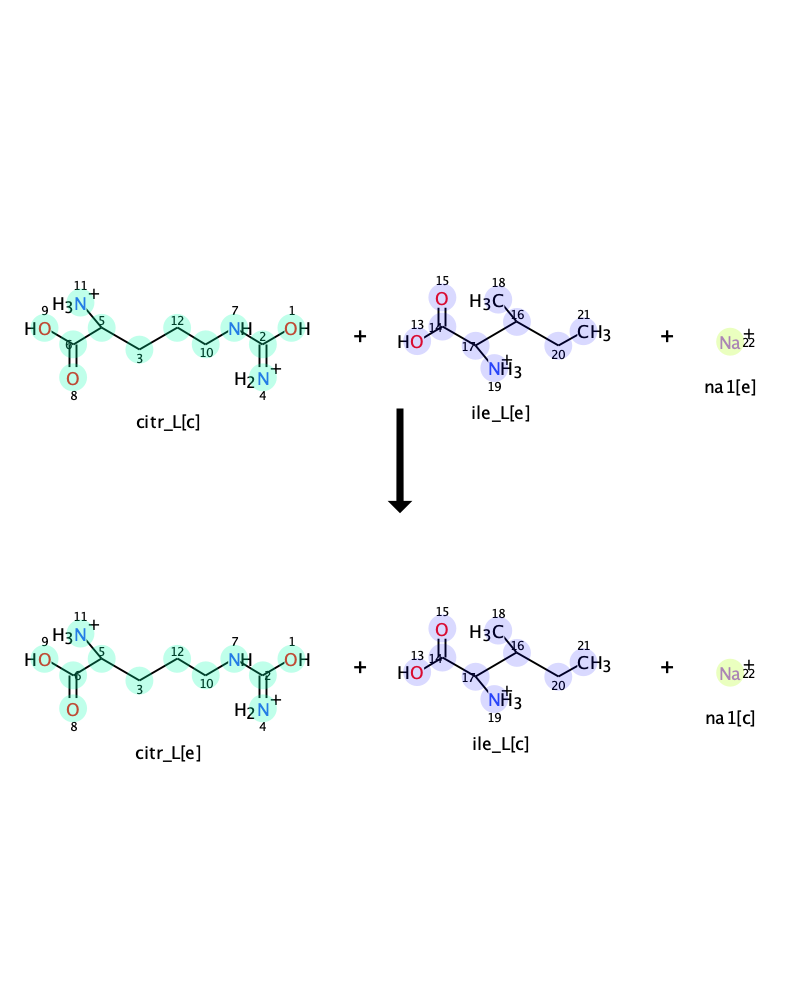 11
H₃N⁺
9
HO
6
5
O
8
3
12
10
7
NH
2
1
OH
H₂N⁺
4
citr_L[c]
+
15
O
13
HO
14
17
18
H₃C
16
NH₃⁺
19
20
21
CH₃
ile_L[e]
+
Na⁺
22
na1[e]
11
H₃N⁺
9
HO
6
5
O
8
3
12
10
7
NH
2
1
OH
H₂N⁺
4
citr_L[e]
+
15
O
13
HO
14
17
18
H₃C
16
NH₃⁺
19
20
21
CH₃
ile_L[c]
+
Na⁺
22
na1[c]